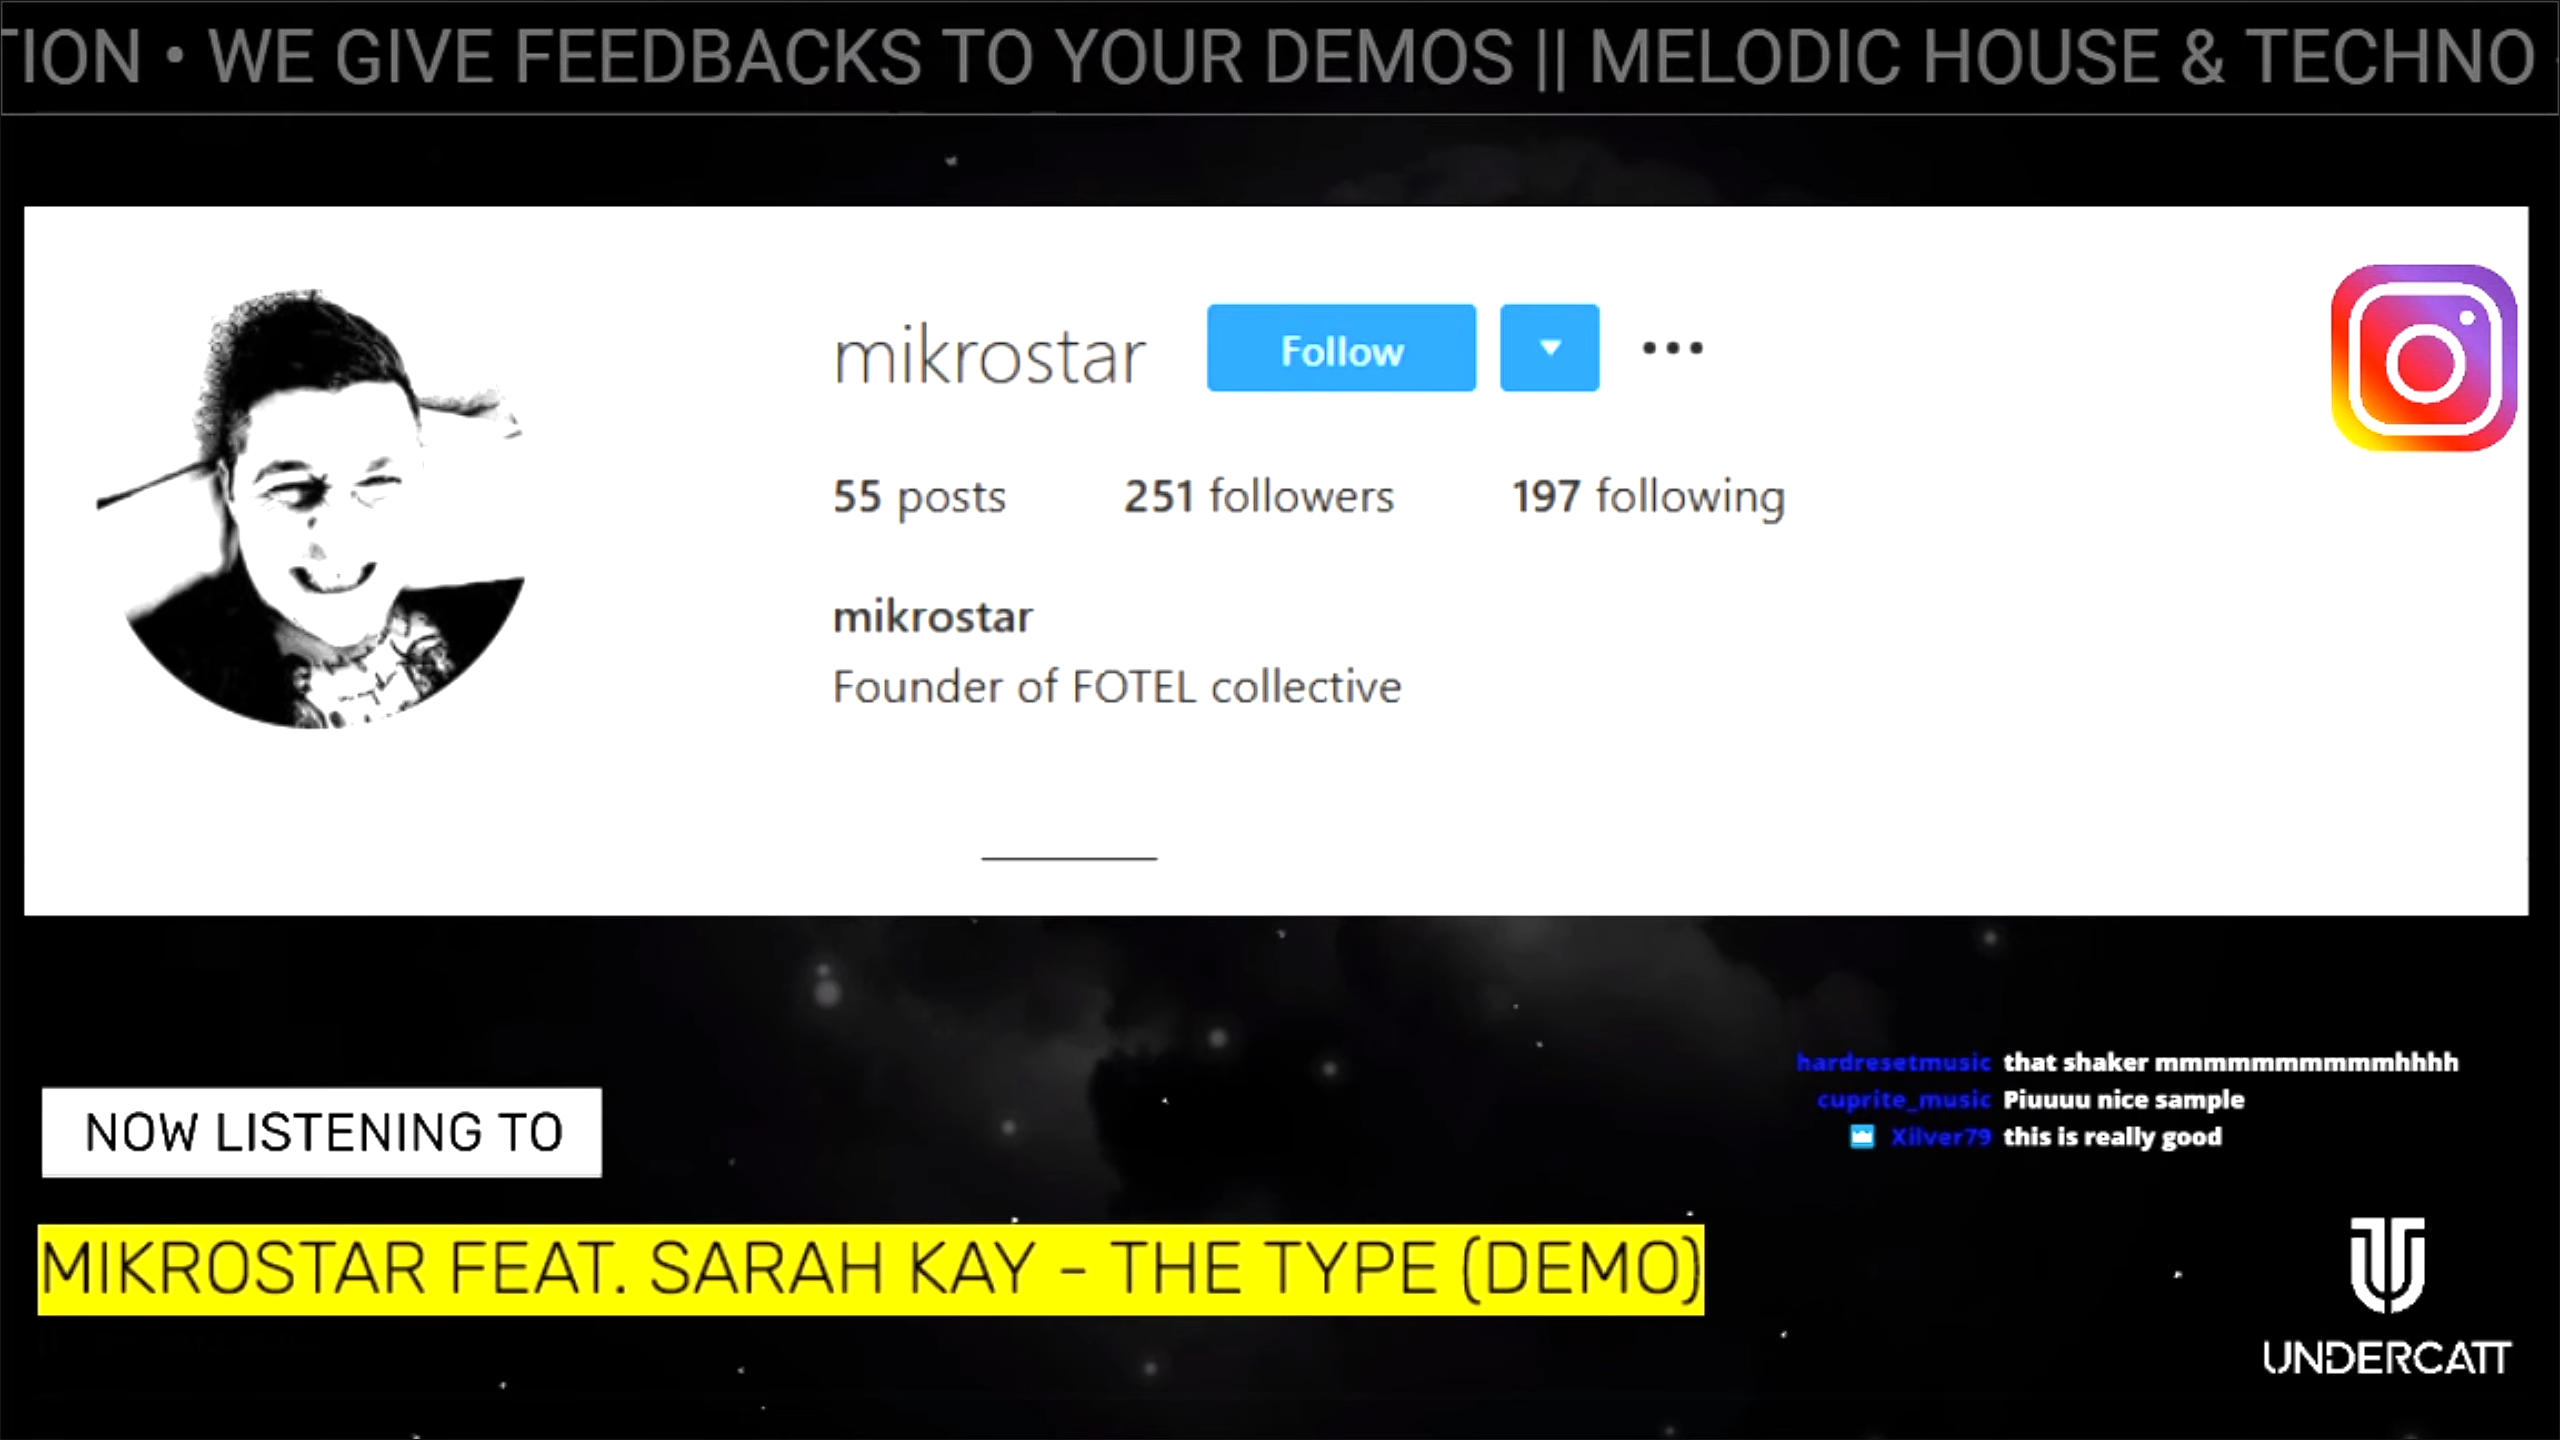 TION • WE GIVE FEEDBACKS TO YOUR DEMOS || MELODIC HOUSE & TECHNO
mikrostar Follow •••
55 posts 251 followers 197 following
mikrostar
Founder of FOTEL collective
hardresetmusic that shaker mmmmmmmmmmhhhh
cuprite_music Piuuuu nice sample
Xilver79 this is really good
NOW LISTENING TO
MIKROSTAR FEAT. SARAH KAY - THE TYPE (DEMO)
UNDERCATT